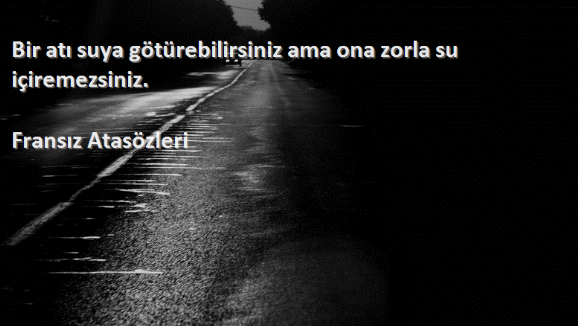 Bir atı suya götürebilirsiniz ama ona zorla su
içiremezsiniz.
Fransız Atasözleri